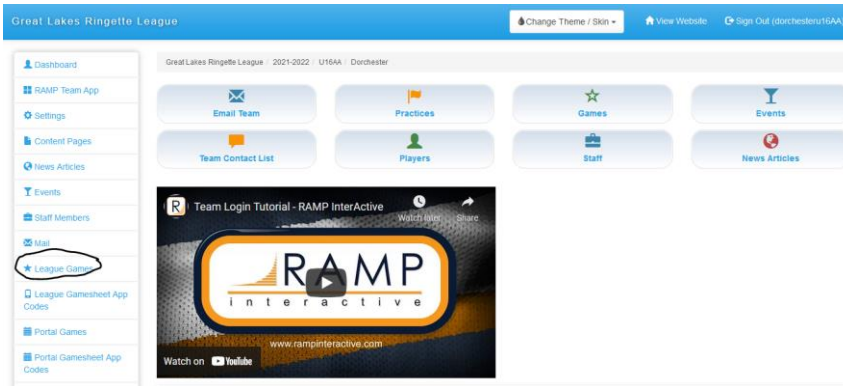 Great Lakes Ringette League
Change Theme / Skin
View Website
Sign Out (dorchesteru16AA)
Dashboard
RAMP Team App
Settings
Content Pages
News Articles
Events
Staff Members
Mail
League Games
League Gamesheet App
Codes
Portal Games
Portal Gamesheet App
Codes
Great Lakes Ringette League / 2021-2022 / U16AA / Dorchester
Email Team
Practices
Games
Events
Team Contact List
Players
Staff
News Articles
R
Team Login Tutorial - RAMP InterActive
Watch later
Share
RAMP
interactive
www.rampinteractive.com
Watch on YouTube